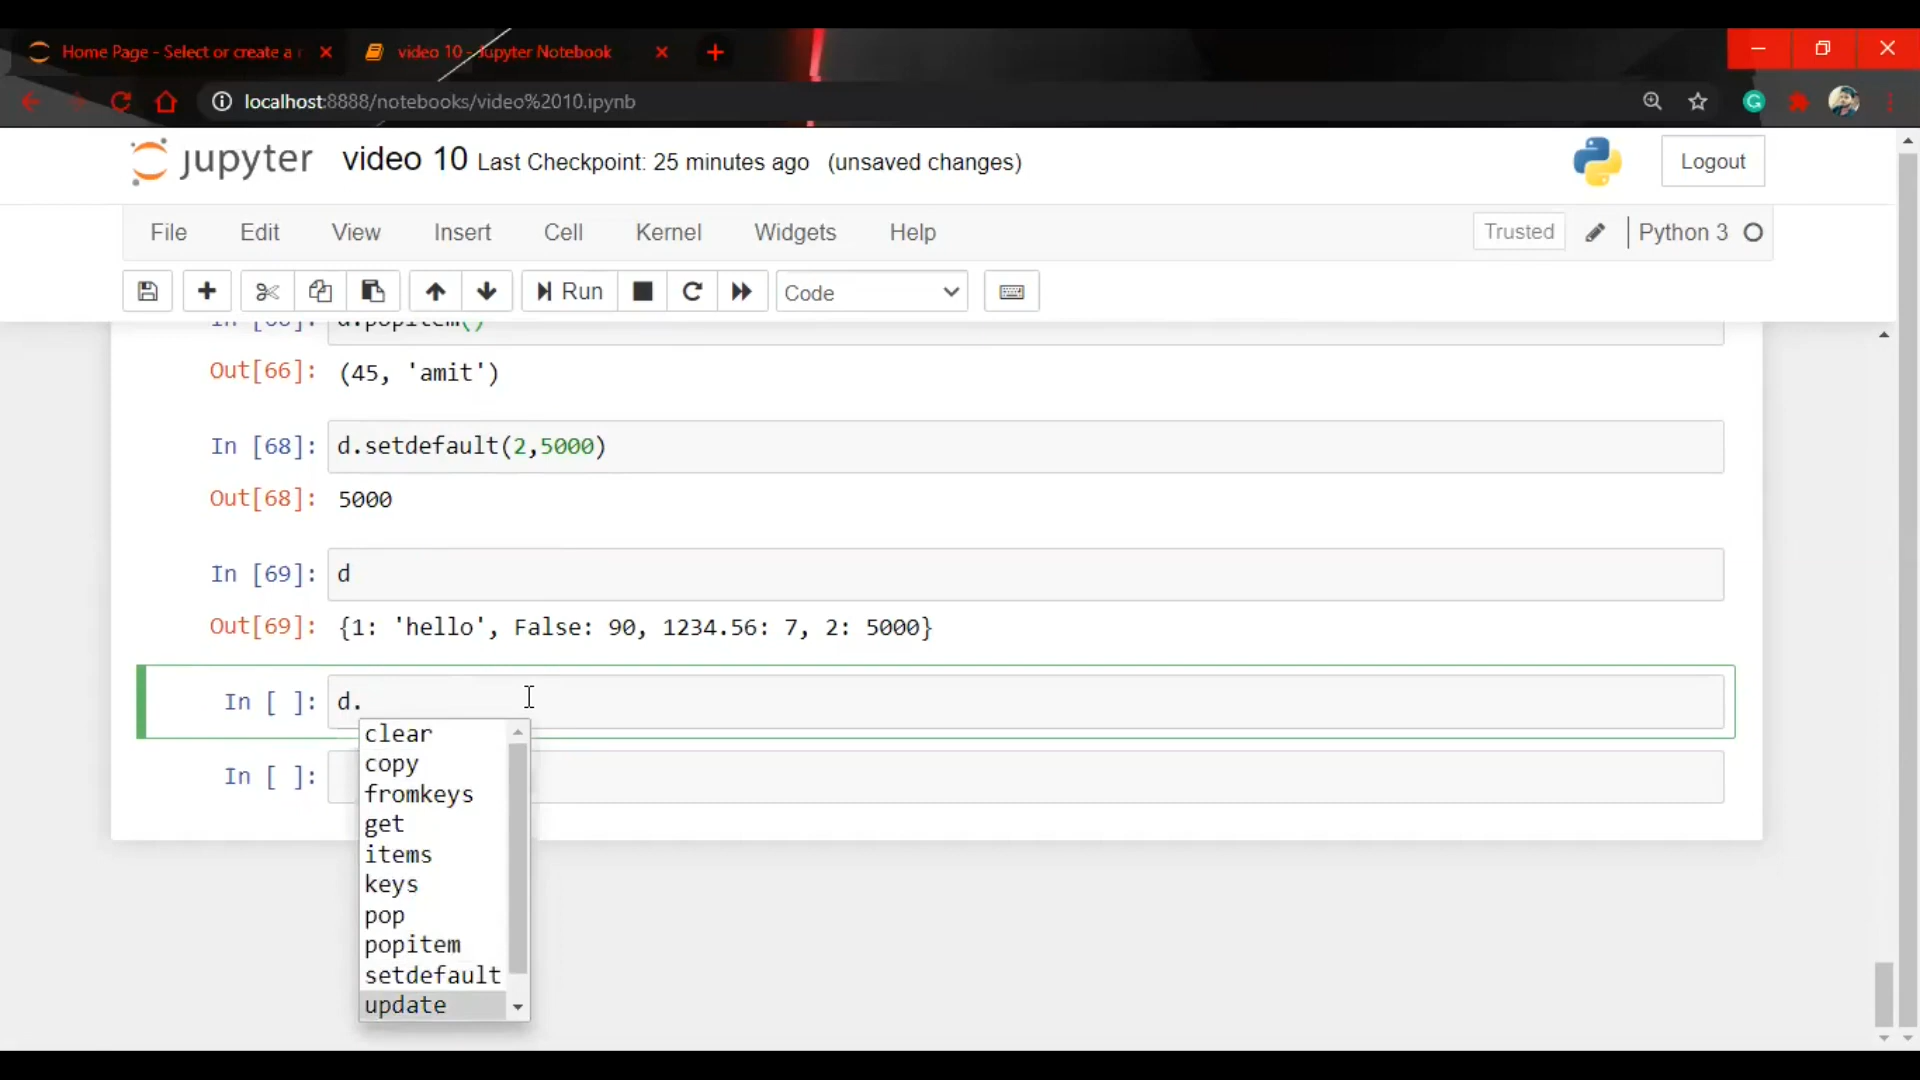 Home Page - Select or create a n
video 10 - Jupyter Notebook
localhost:8888/notebooks/video%2010.ipynb
jupyter video 10 Last Checkpoint: 25 minutes ago (unsaved changes)
Logout
File Edit View Insert Cell Kernel Widgets Help
Trusted Python 3
Run Code
In [66]: d.popitem()
Out[66]: (45, 'amit')
In [68]: d.setdefault(2,5000)
Out[68]: 5000
In [69]: d
Out[69]: {1: 'hello', False: 90, 1234.56: 7, 2: 5000}
In [ ]: d.
clear
copy
In [ ]:
fromkeys
get
items
keys
pop
popitem
setdefault
update